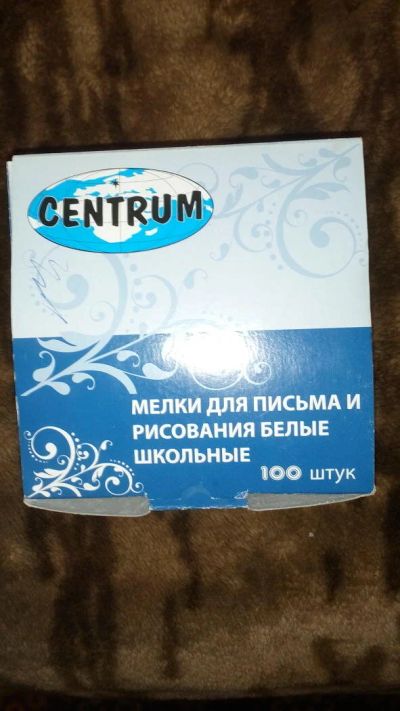 CENTRUM
МЕЛКИ ДЛЯ ПИСЬМА И
РИСОВАНИЯ БЕЛЫЕ
ШКОЛЬНЫЕ
100 штук